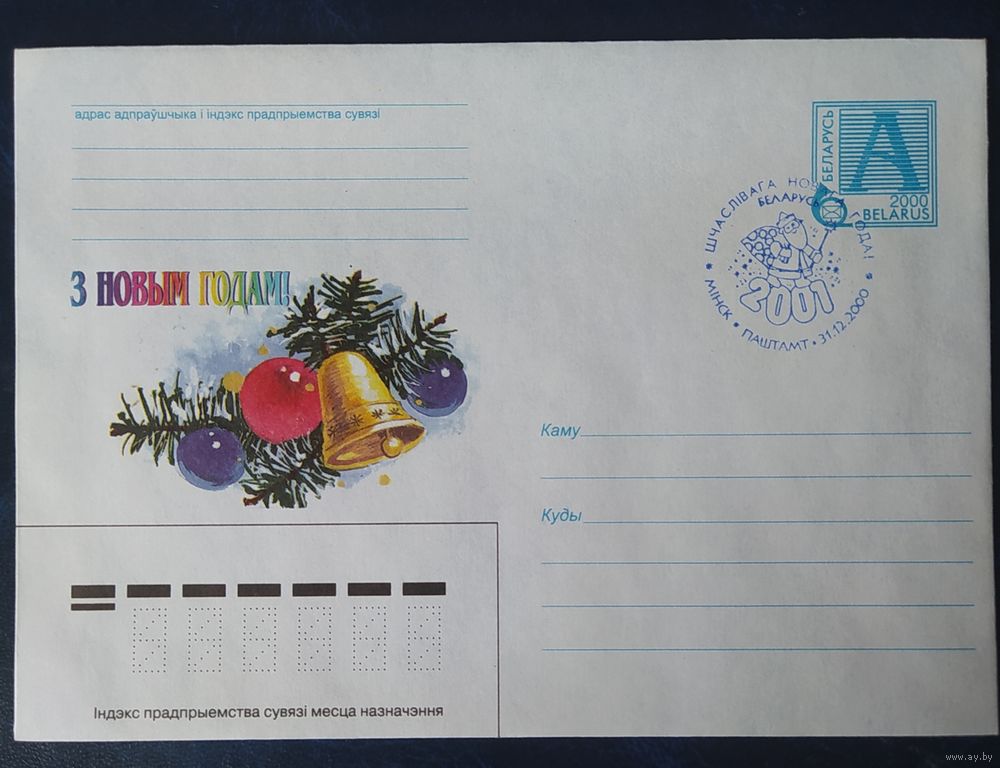 адрас адпраўшчыка і індэкс прадпрыемства сувязі
БЕЛАРУСЬ
А
2000
BELARUS
ШЧАСЛІВАГА НОВАГА ГОДА!
БЕЛАРУСЬ
2001
МІНСК • ПАШТАМТ • 31.12.2000
З НОВЫМ ГОДАМ!
Каму
Куды
Індэкс прадпрыемства сувязі месца назначэння
www.ay.by